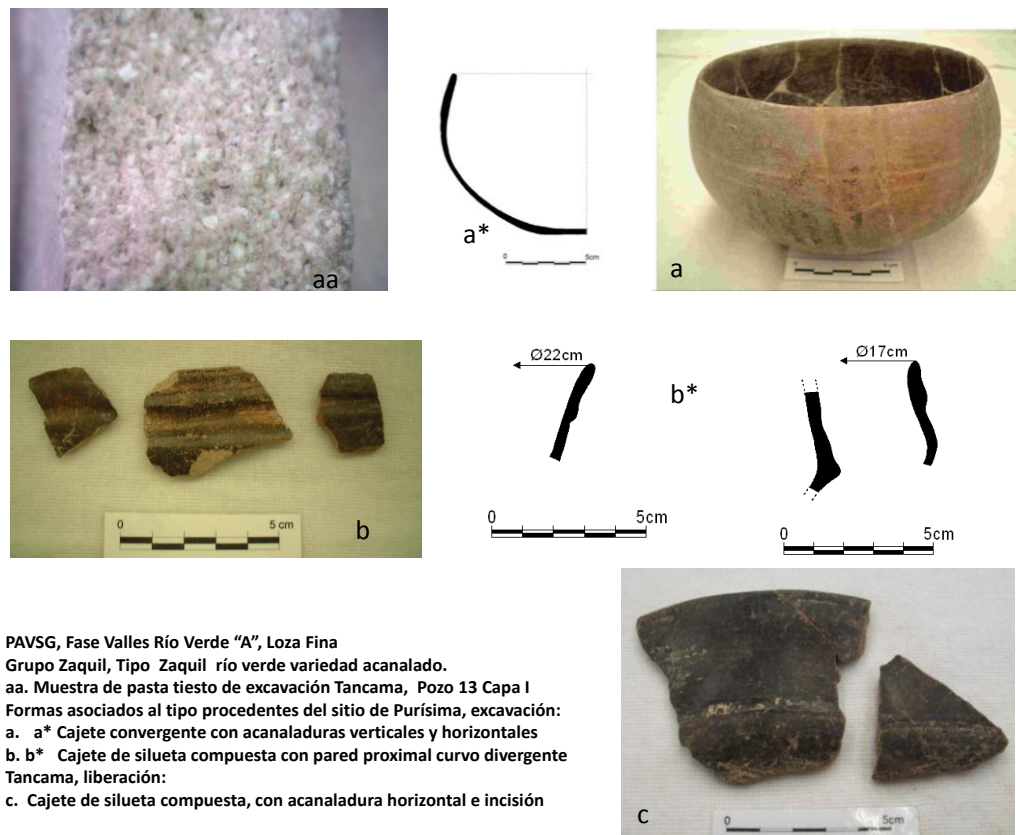 aa
a*
0 5cm
a
5 cm
Ø22cm
b*
Ø17cm
0 5 cm
b
0 5cm
0 5cm
PAVSG, Fase Valles Río Verde “A”, Loza Fina
Grupo Zaquil, Tipo Zaquil río verde variedad acanalado.
aa. Muestra de pasta tiesto de excavación Tancama, Pozo 13 Capa I
Formas asociados al tipo procedentes del sitio de Purísima, excavación:
a. a* Cajete convergente con acanaladuras verticales y horizontales
b. b* Cajete de silueta compuesta con pared proximal curvo divergente
Tancama, liberación:
c. Cajete de silueta compuesta, con acanaladura horizontal e incisión
c
0 5cm